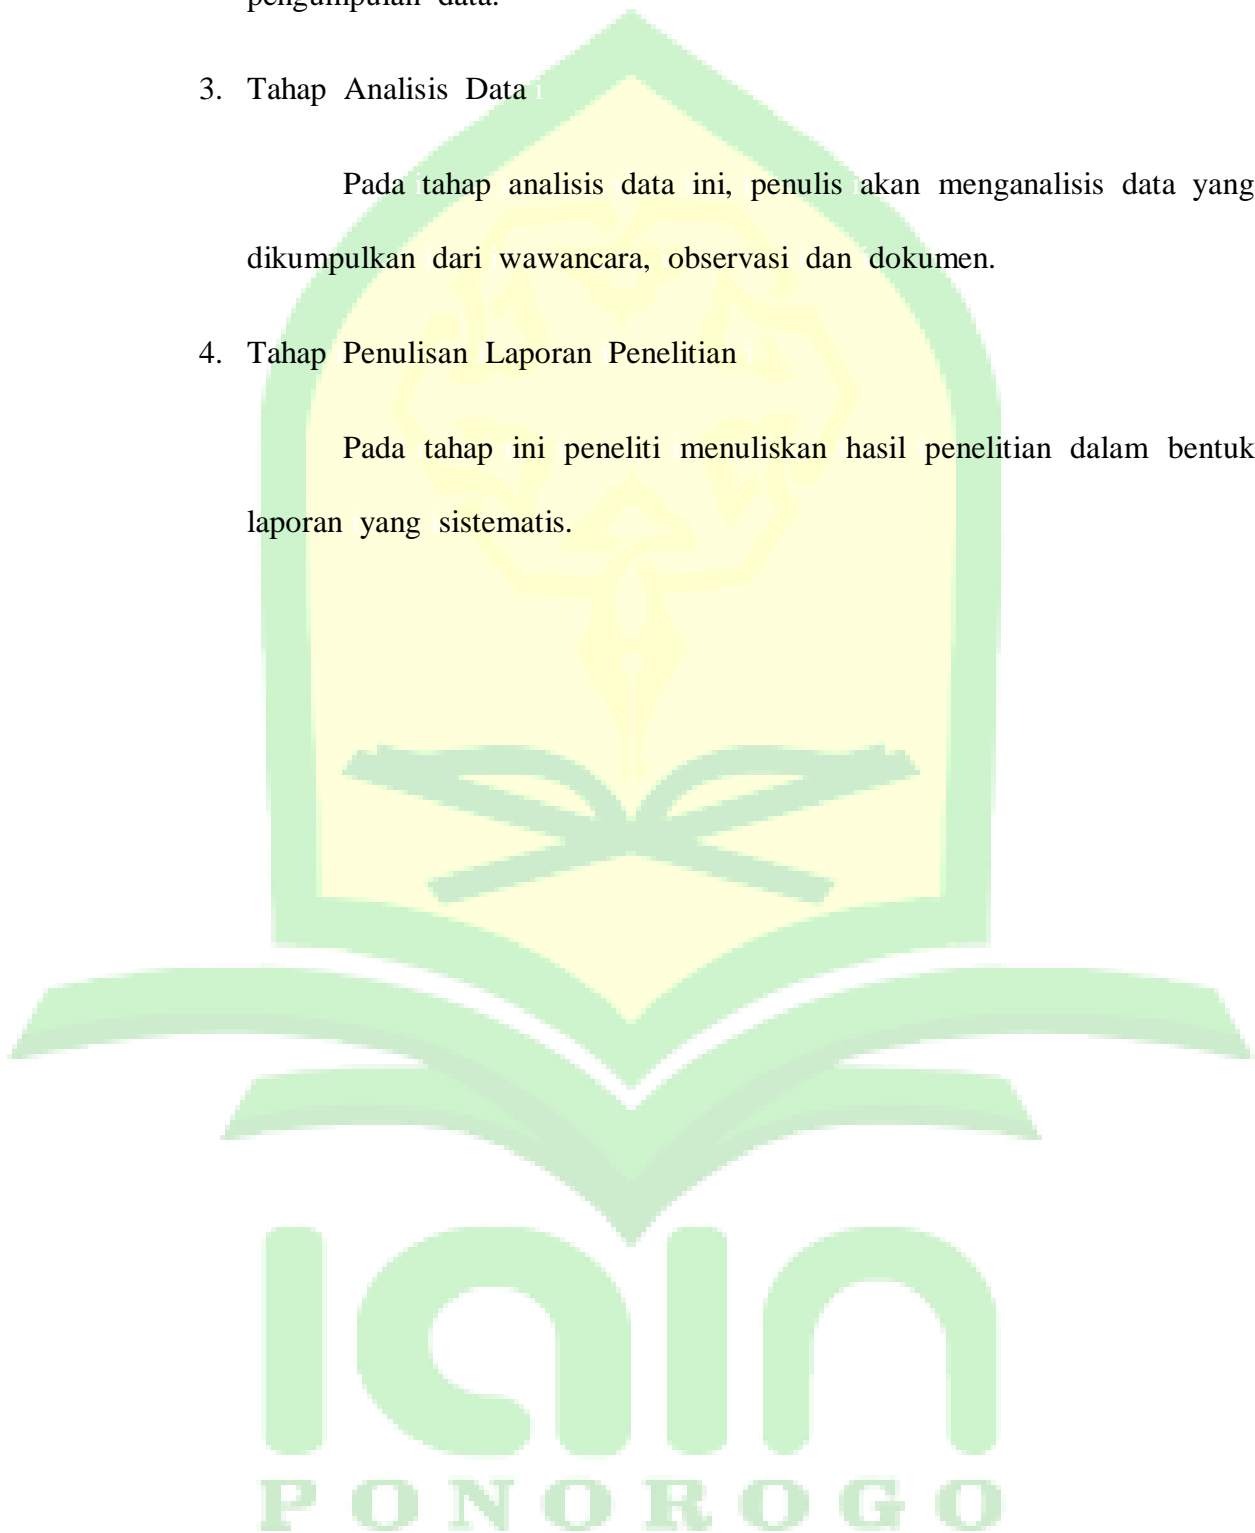 pengumpulan data.
3. Tahap Analisis Data
Pada tahap analisis data ini, penulis akan menganalisis data yang
dikumpulkan dari wawancara, observasi dan dokumen.
4. Tahap Penulisan Laporan Penelitian
Pada tahap ini peneliti menuliskan hasil penelitian dalam bentuk
laporan yang sistematis.
iain
PONOROGO